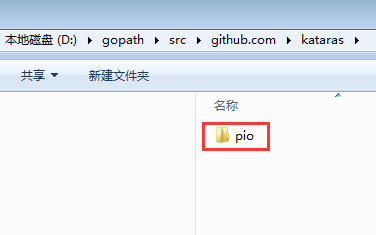 本地磁盘 (D:) ▸ gopath ▸ src ▸ github.com ▸ kataras ▸
共享 ▼ 新建文件夹
名称
pio